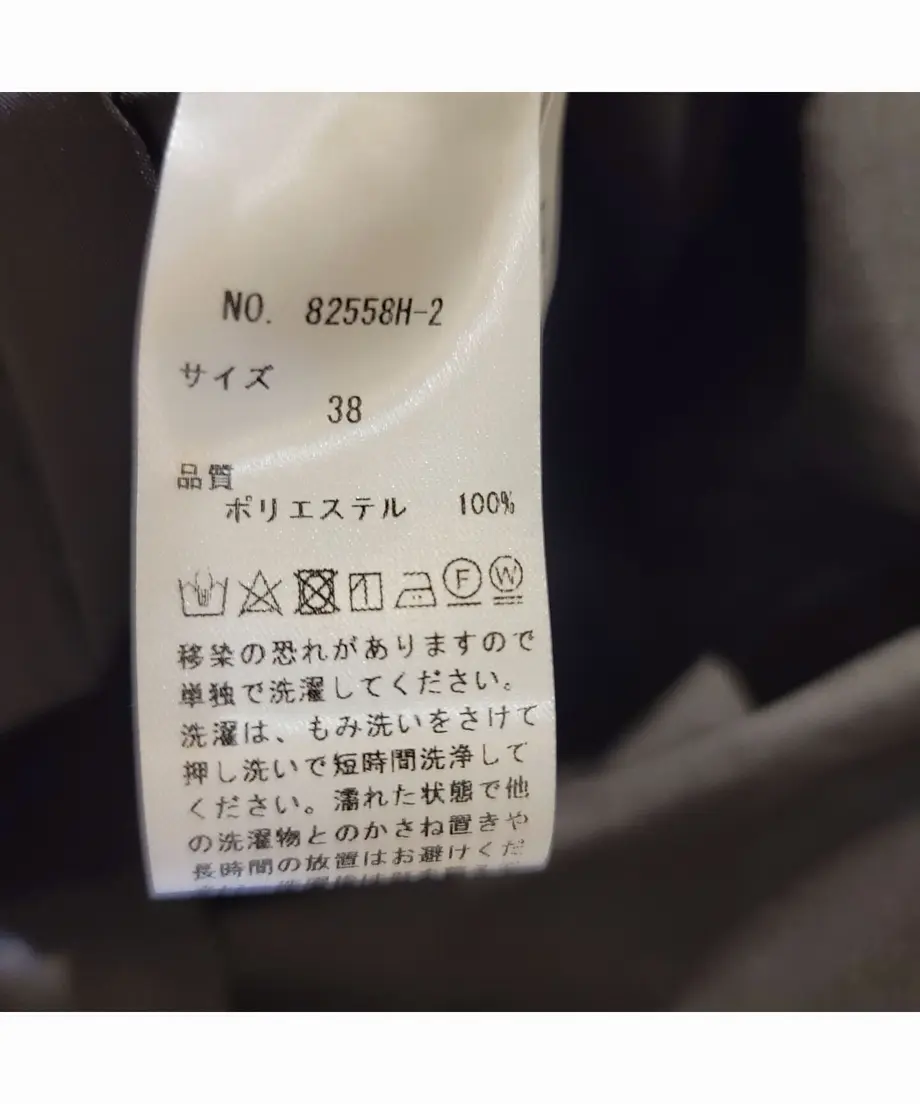 NO. 82558H-2
サイズ
38
品質
ポリエステル 100%
F W
移染の恐れがありますので
単独で洗濯してください。
洗濯は、もみ洗いをさけて
押し洗いで短時間洗浄して
ください。濡れた状態で他
の洗濯物とのかさね置きや
長時間の放置はお避けくだ